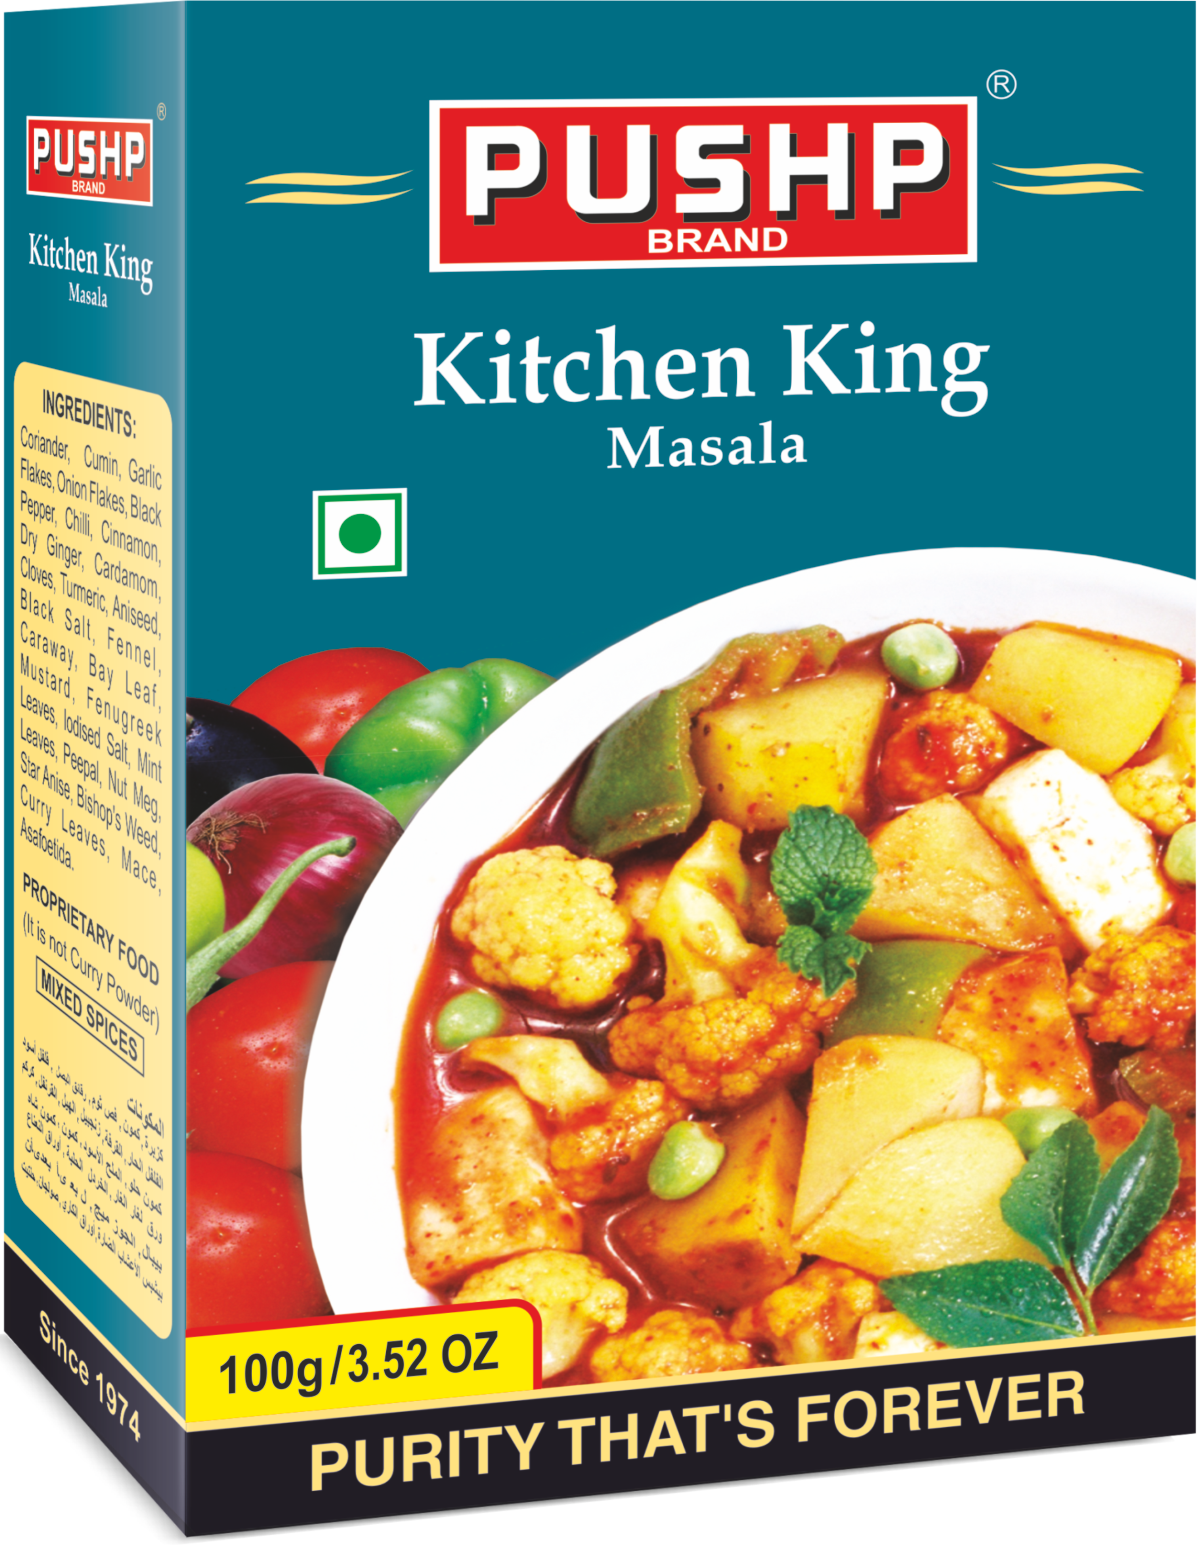 PUSHP
®
BRAND
Kitchen King
Masala
INGREDIENTS:
Coriander, Cumin, Garlic
Flakes, Onion Flakes, Black
Pepper, Chilli, Cinnamon,
Dry Ginger, Cardamom,
Cloves, Turmeric, Aniseed,
Black Salt, Fennel,
Caraway, Bay Leaf,
Mustard, Fenugreek
Leaves, Iodised Salt, Mint
Leaves, Peepal, Nut Meg,
Star Anise, Bishop's Weed,
Curry Leaves, Mace,
Asafoetida.
PROPRIETARY FOOD
(It is not Curry Powder)
MIXED SPICES
المكونات
Since 1974
PUSHP
®
BRAND
Kitchen King
Masala
100g/3.52 OZ
PURITY THAT'S FOREVER